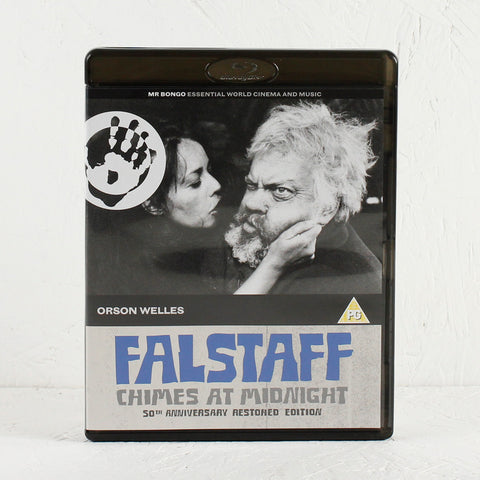 MR BONGO ESSENTIAL WORLD CINEMA AND MUSIC
ORSON WELLES
PG
FALSTAFF
CHIMES AT MIDNIGHT
50TH ANNIVERSARY RESTORED EDITION